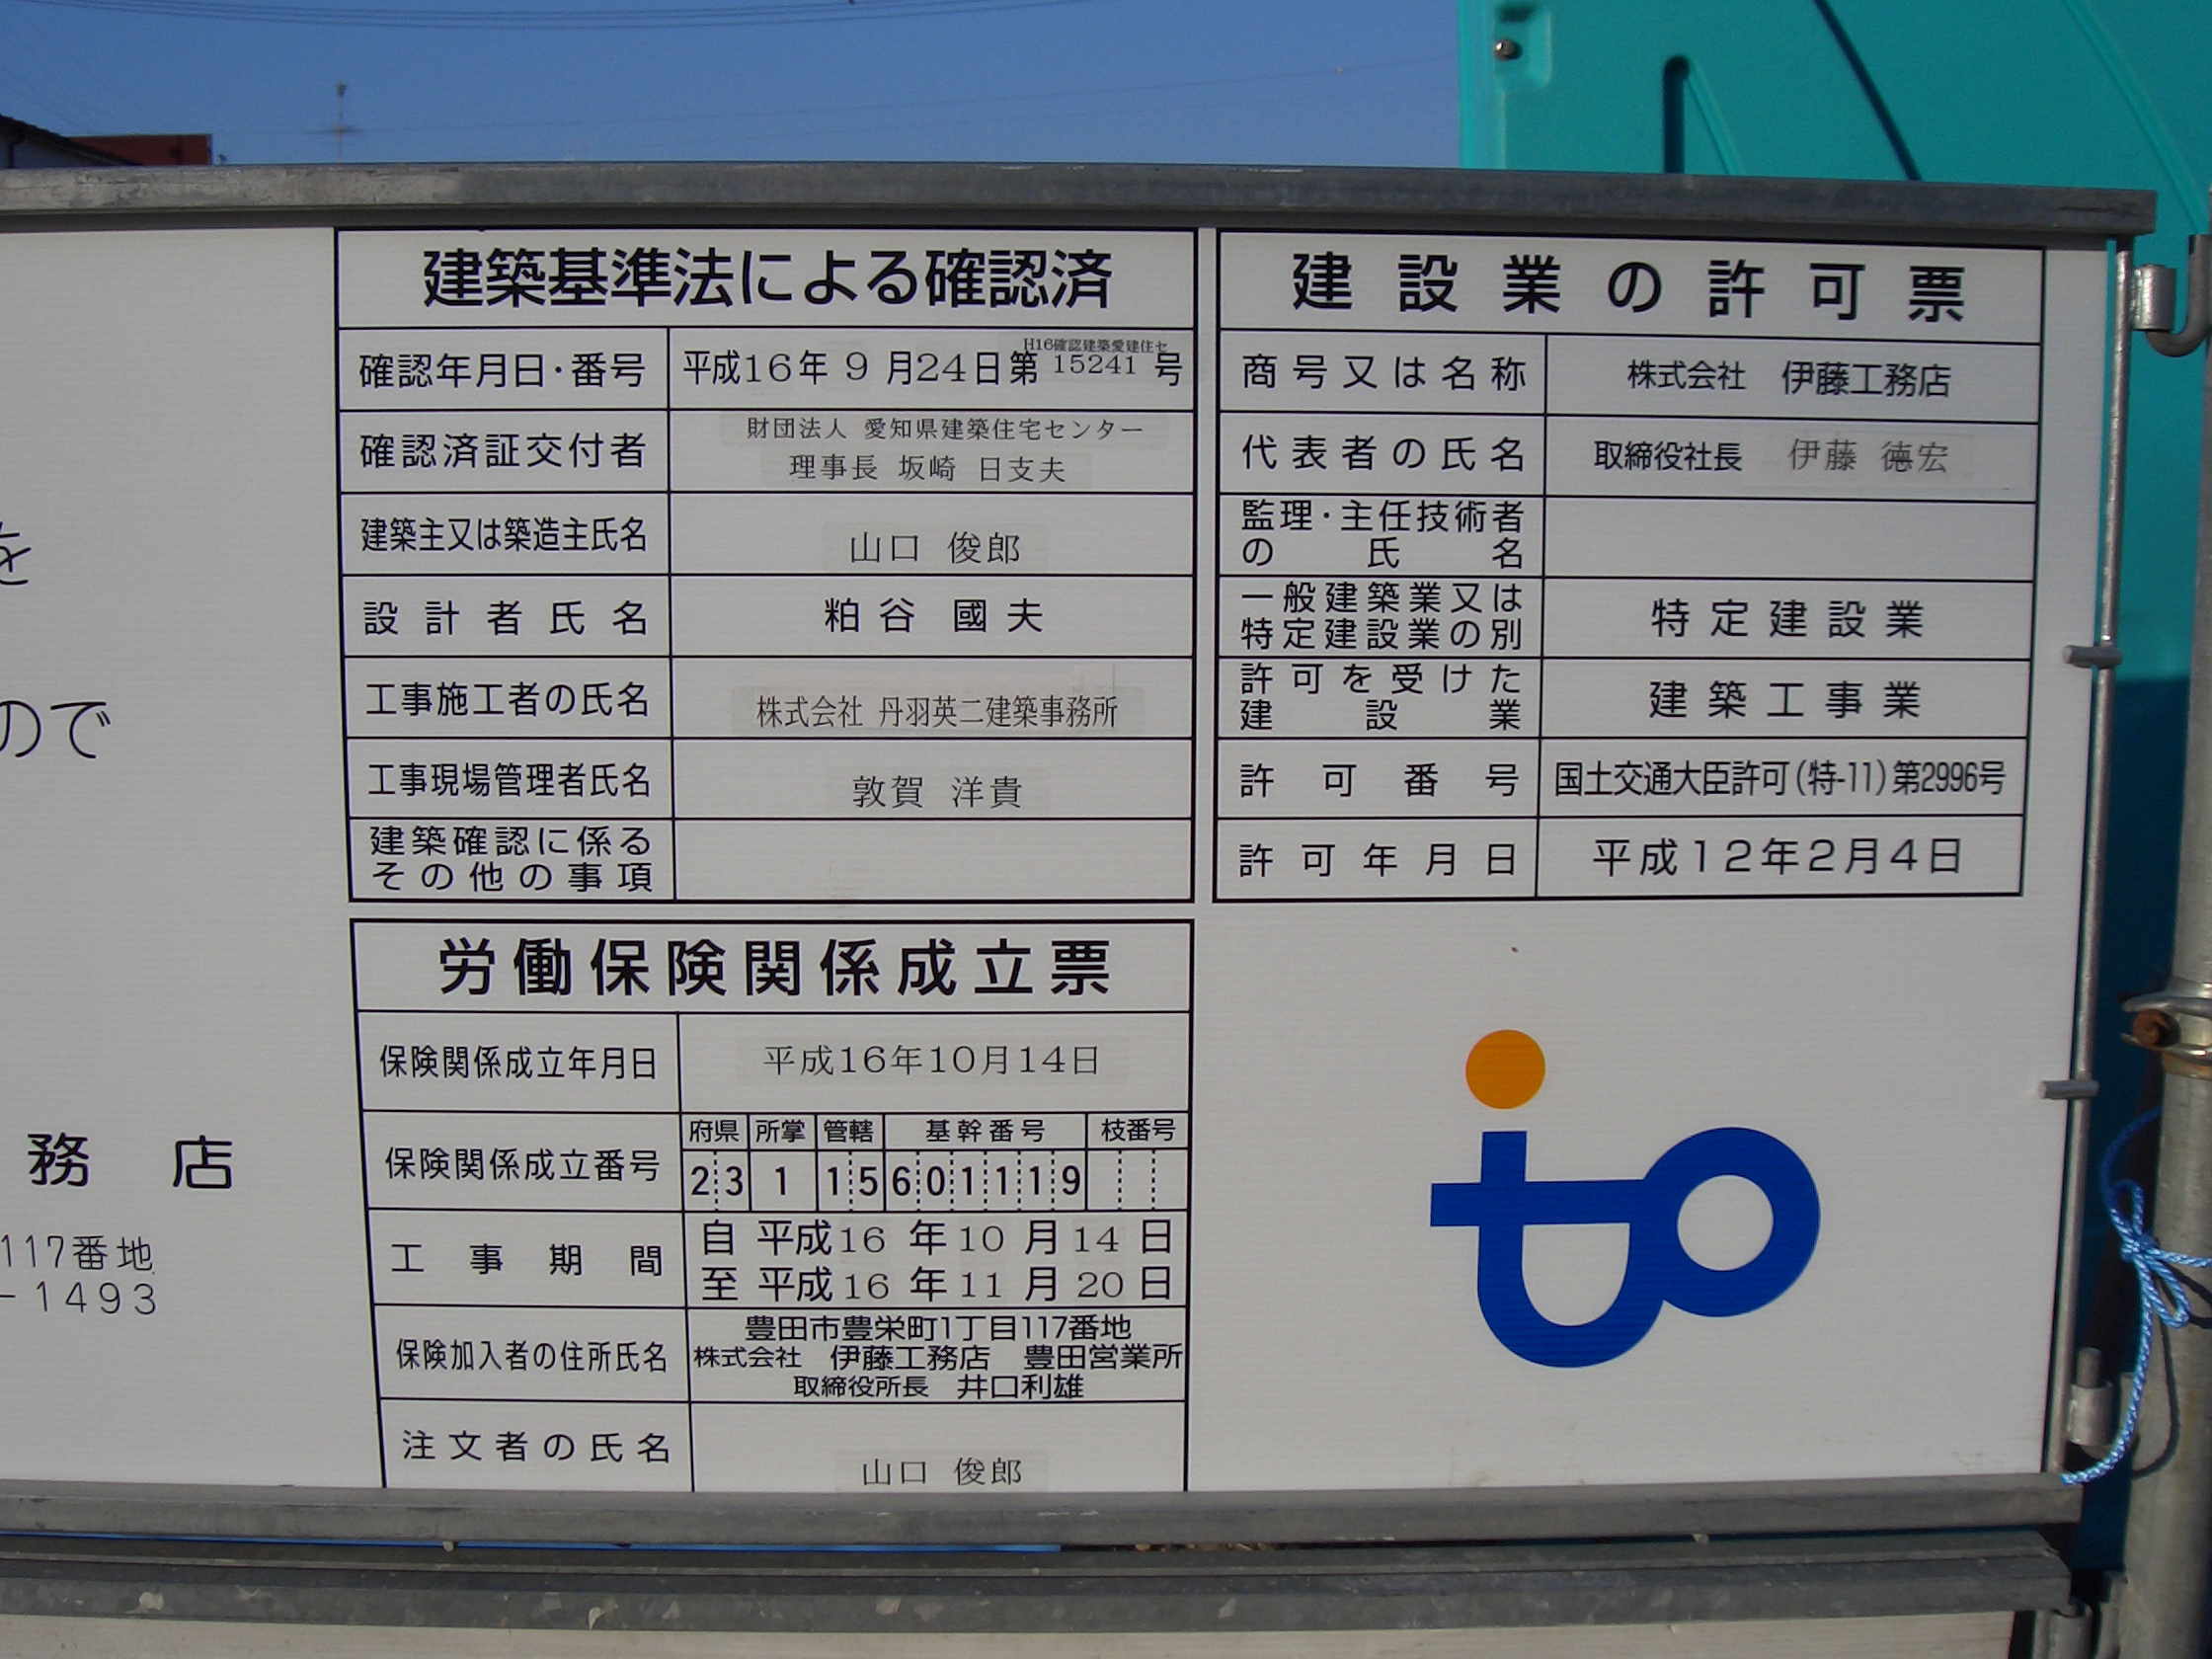 を
ので
務 店
117番地
-1493
建築基準法による確認済
確認年月日・番号 平成16年 9 月24日第 H16確認建築愛建住セ 15241 号
確認済証交付者 財団法人 愛知県建築住宅センター
理事長 坂崎 日支夫
建築主又は築造主氏名 山口 俊郎
設計者氏名 粕谷 國夫
工事施工者の氏名 株式会社 丹羽英二建築事務所
工事現場管理者氏名 敦賀 洋貴
建築確認に係る
その他の事項
労働保険関係成立票
保険関係成立年月日 平成16年10月14日
府県 所掌 管轄 基幹番号 枝番号
保険関係成立番号 23 1 15 601119
工事期間 自 平成16 年10 月14 日
至 平成16 年11 月20 日
豊田市豊栄町1丁目117番地
保険加入者の住所氏名 株式会社 伊藤工務店 豊田営業所
取締役所長 井口利雄
注文者の氏名 山口 俊郎
建設業の許可票
商号又は名称 株式会社 伊藤工務店
代表者の氏名 取締役社長 伊藤 徳宏
監理・主任技術者
の氏名
一般建築業又は
特定建設業の別 特定建設業
許可を受けた
建設業 建築工事業
許可番号 国土交通大臣許可(特-11)第2996号
許可年月日 平成12年2月4日
ito